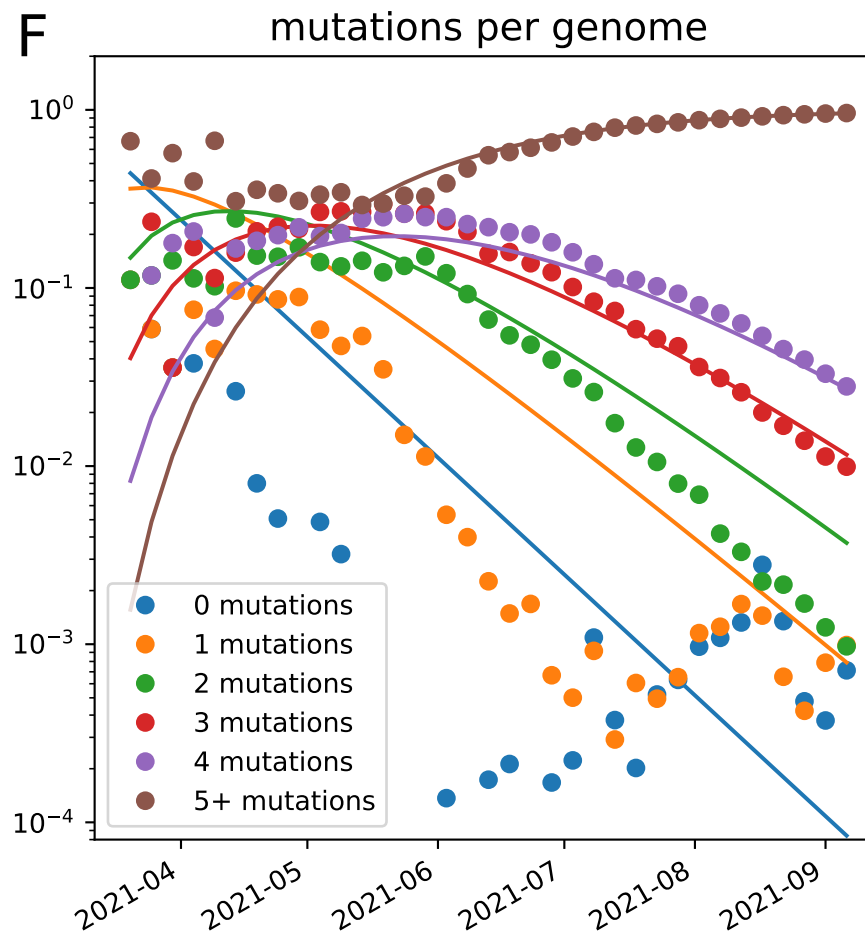 F
mutations per genome
10⁰
10⁻¹
10⁻²
10⁻³
10⁻⁴
0 mutations
1 mutations
2 mutations
3 mutations
4 mutations
5+ mutations
2021-04
2021-05
2021-06
2021-07
2021-08
2021-09